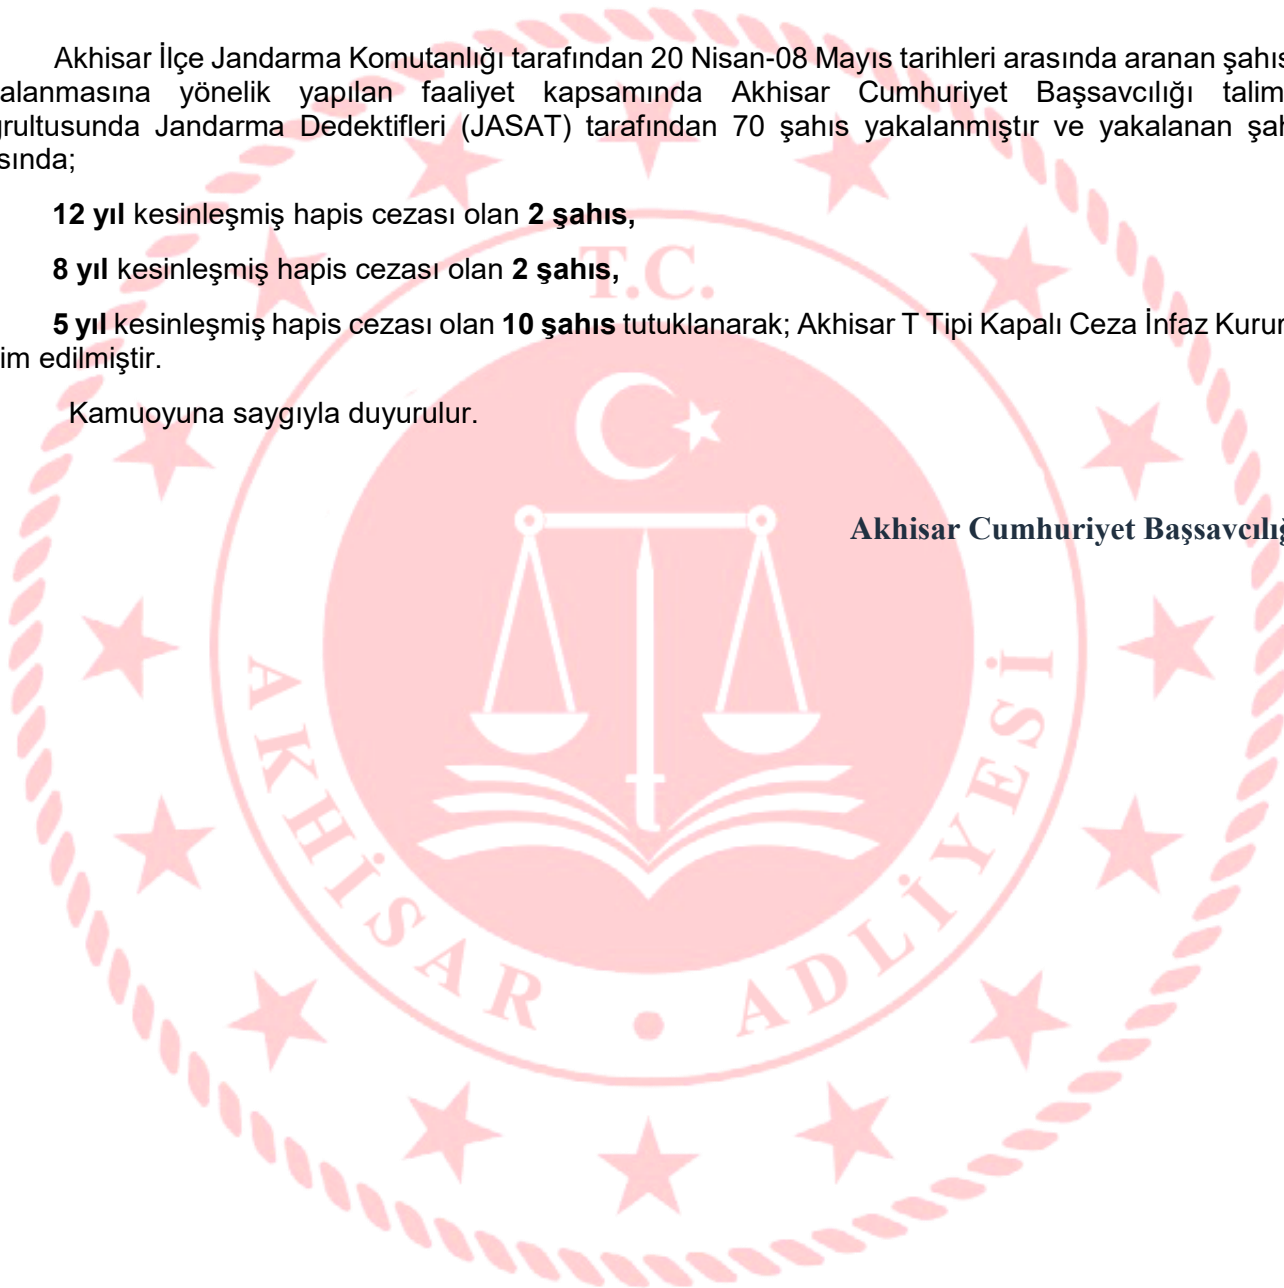 Akhisar İlçe Jandarma Komutanlığı tarafından 20 Nisan-08 Mayıs tarihleri arasında aranan şahıs
alanmasına yönelik yapılan faaliyet kapsamında Akhisar Cumhuriyet Başsavcılığı talim
ğrultusunda Jandarma Dedektifleri (JASAT) tarafından 70 şahıs yakalanmıştır ve yakalanan şah
sında;
12 yıl kesinleşmiş hapis cezası olan 2 şahıs,
8 yıl kesinleşmiş hapis cezası olan 2 şahıs,
5 yıl kesinleşmiş hapis cezası olan 10 şahıs tutuklanarak; Akhisar T Tipi Kapalı Ceza İnfaz Kurum
im edilmiştir.
Kamuoyuna saygıyla duyurulur.
Akhisar Cumhuriyet Başsavcılığ
T.C.
AKHİSAR • ADLİYESİ